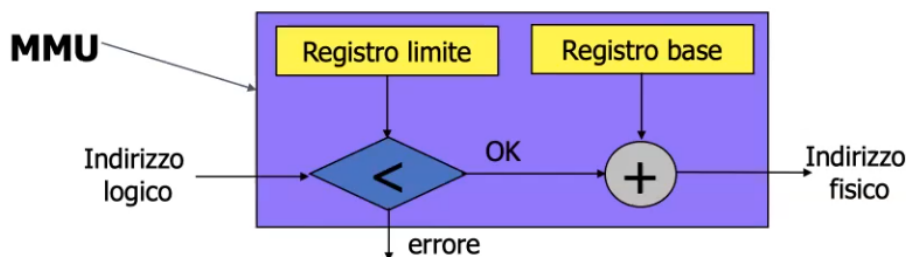 MMU
Registro limite
Registro base
Indirizzo
logico
<
OK
+
Indirizzo
fisico
errore